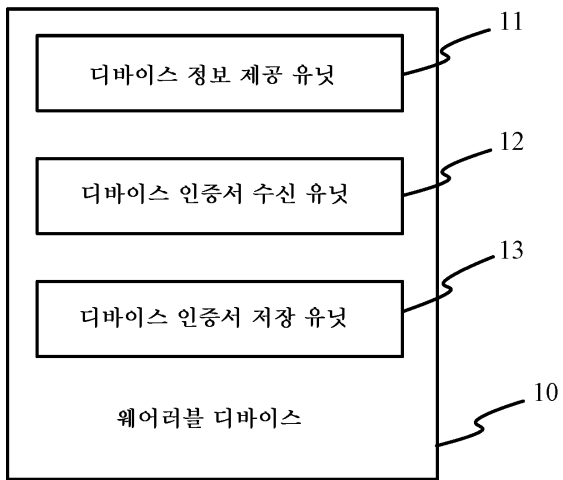 11
디바이스 정보 제공 유닛
12
디바이스 인증서 수신 유닛
13
디바이스 인증서 저장 유닛
10
웨어러블 디바이스